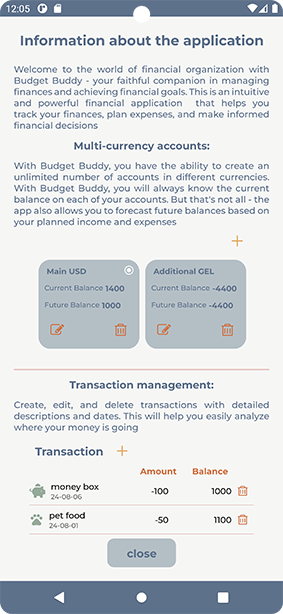 12:05
Information about the application
Welcome to the world of financial organization with
Budget Buddy - your faithful companion in managing
finances and achieving financial goals. This is an intuitive
and powerful financial application that helps you
track your finances, plan expenses, and make informed
financial decisions
Multi-currency accounts:
With Budget Buddy, you have the ability to create an
unlimited number of accounts in different currencies.
With Budget Buddy, you will always know the current
balance on each of your accounts. But that's not all - the
app also allows you to forecast future balances based on
your planned income and expenses
Main USD
Current Balance 1400
Future Balance 1000
Additional GEL
Current Balance -4400
Future Balance -4400
Transaction management:
Create, edit, and delete transactions with detailed
descriptions and dates. This will help you easily analyze
where your money is going
Transaction
Amount Balance
money box -100 1000
24-08-06
pet food -50 1100
24-08-01
close